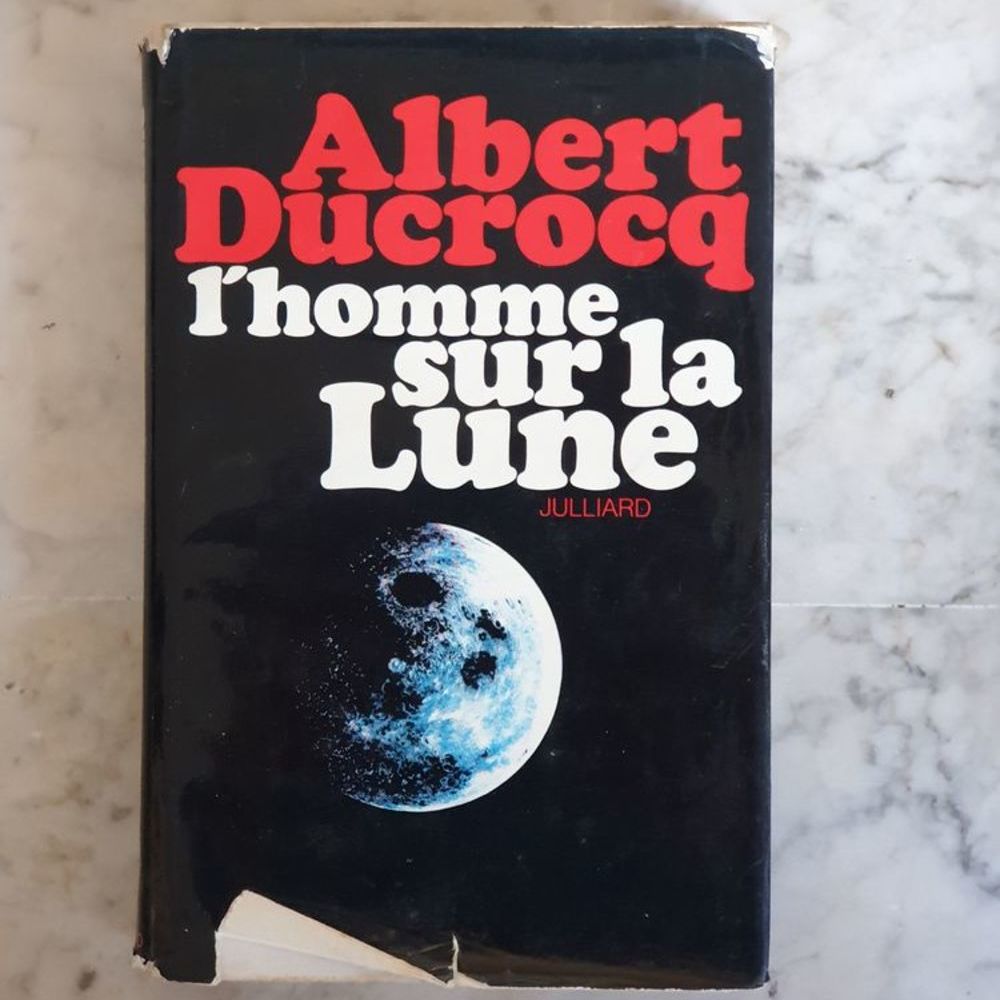 Albert
Ducrocq
l'homme
sur la
Lune
JULLIARD